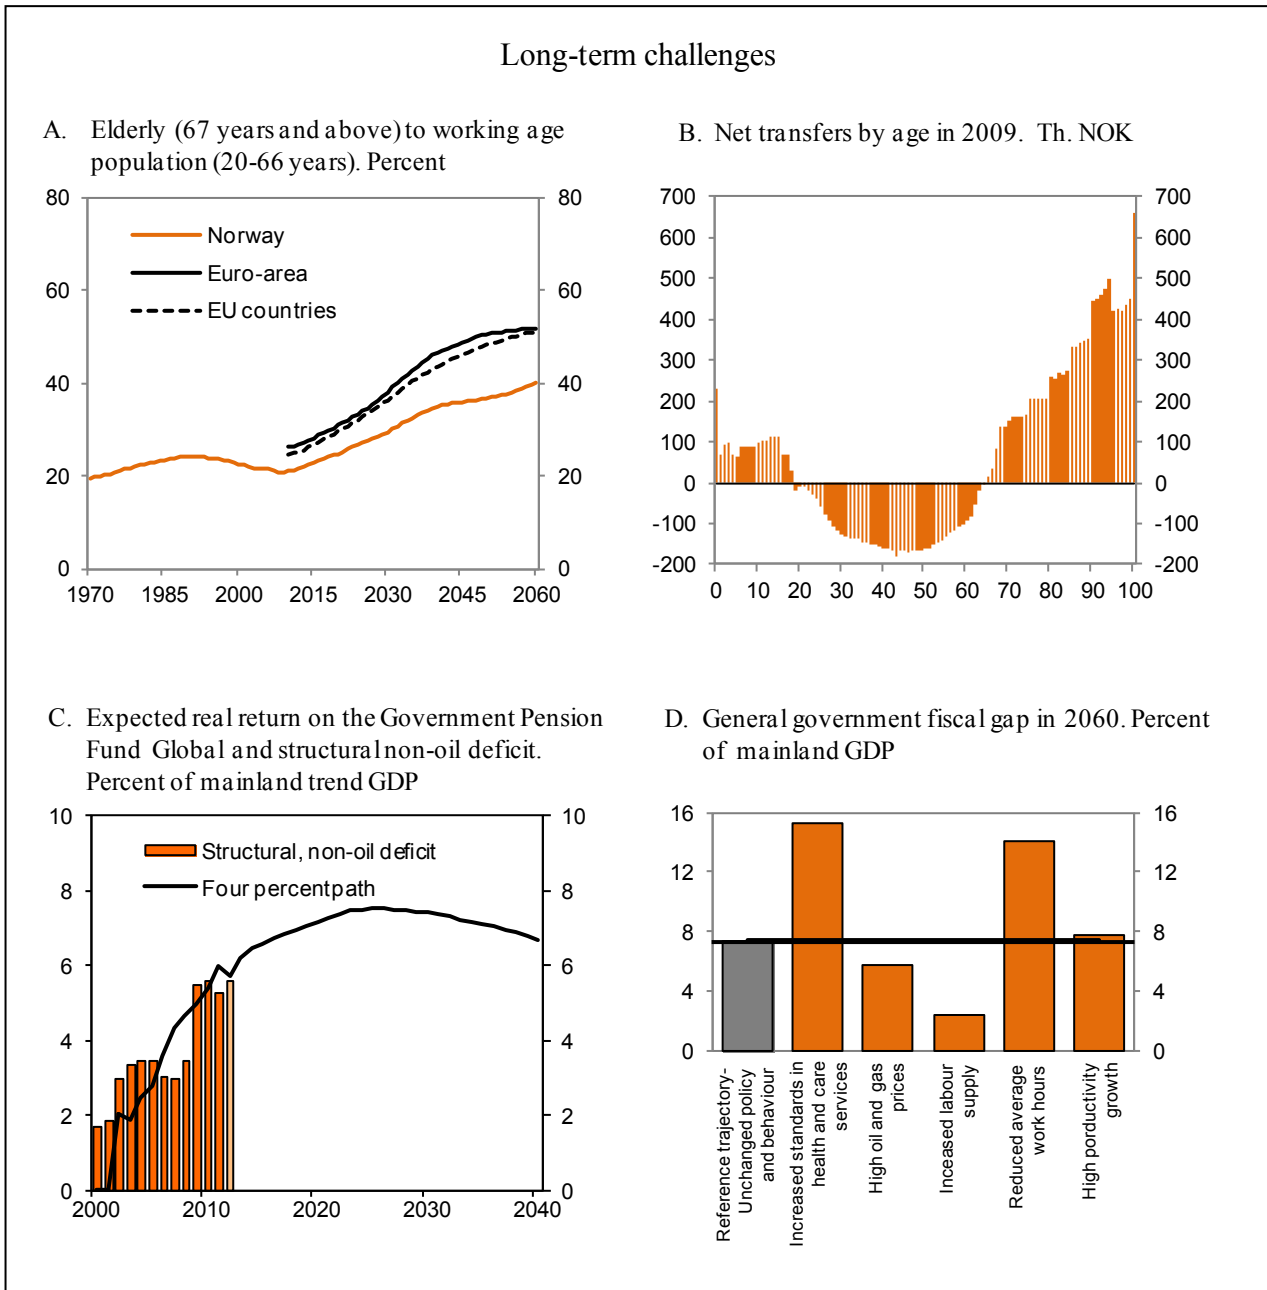 Long-term challenges
A. Elderly (67 years and above) to working age
population (20-66 years). Percent
80
60
40
20
0
80
60
40
20
0
Norway
Euro-area
EU countries
1970 1985 2000 2015 2030 2045 2060
B. Net transfers by age in 2009. Th. NOK
700
600
500
400
300
200
100
0
-100
-200
700
600
500
400
300
200
100
0
-100
-200
0 10 20 30 40 50 60 70 80 90 100
C. Expected real return on the Government Pension
Fund Global and structural non-oil deficit.
Percent of mainland trend GDP
10
8
6
4
2
0
10
8
6
4
2
0
Structural, non-oil deficit
Four percent path
2000 2010 2020 2030 2040
D. General government fiscal gap in 2060. Percent
of mainland GDP
16
12
8
4
0
16
12
8
4
0
Reference trajectory-
Unchanged policy
and behaviour
Increased standards in
health and care
services
High oil and gas
prices
Inceased labour
supply
Reduced average
work hours
High porductivity
growth